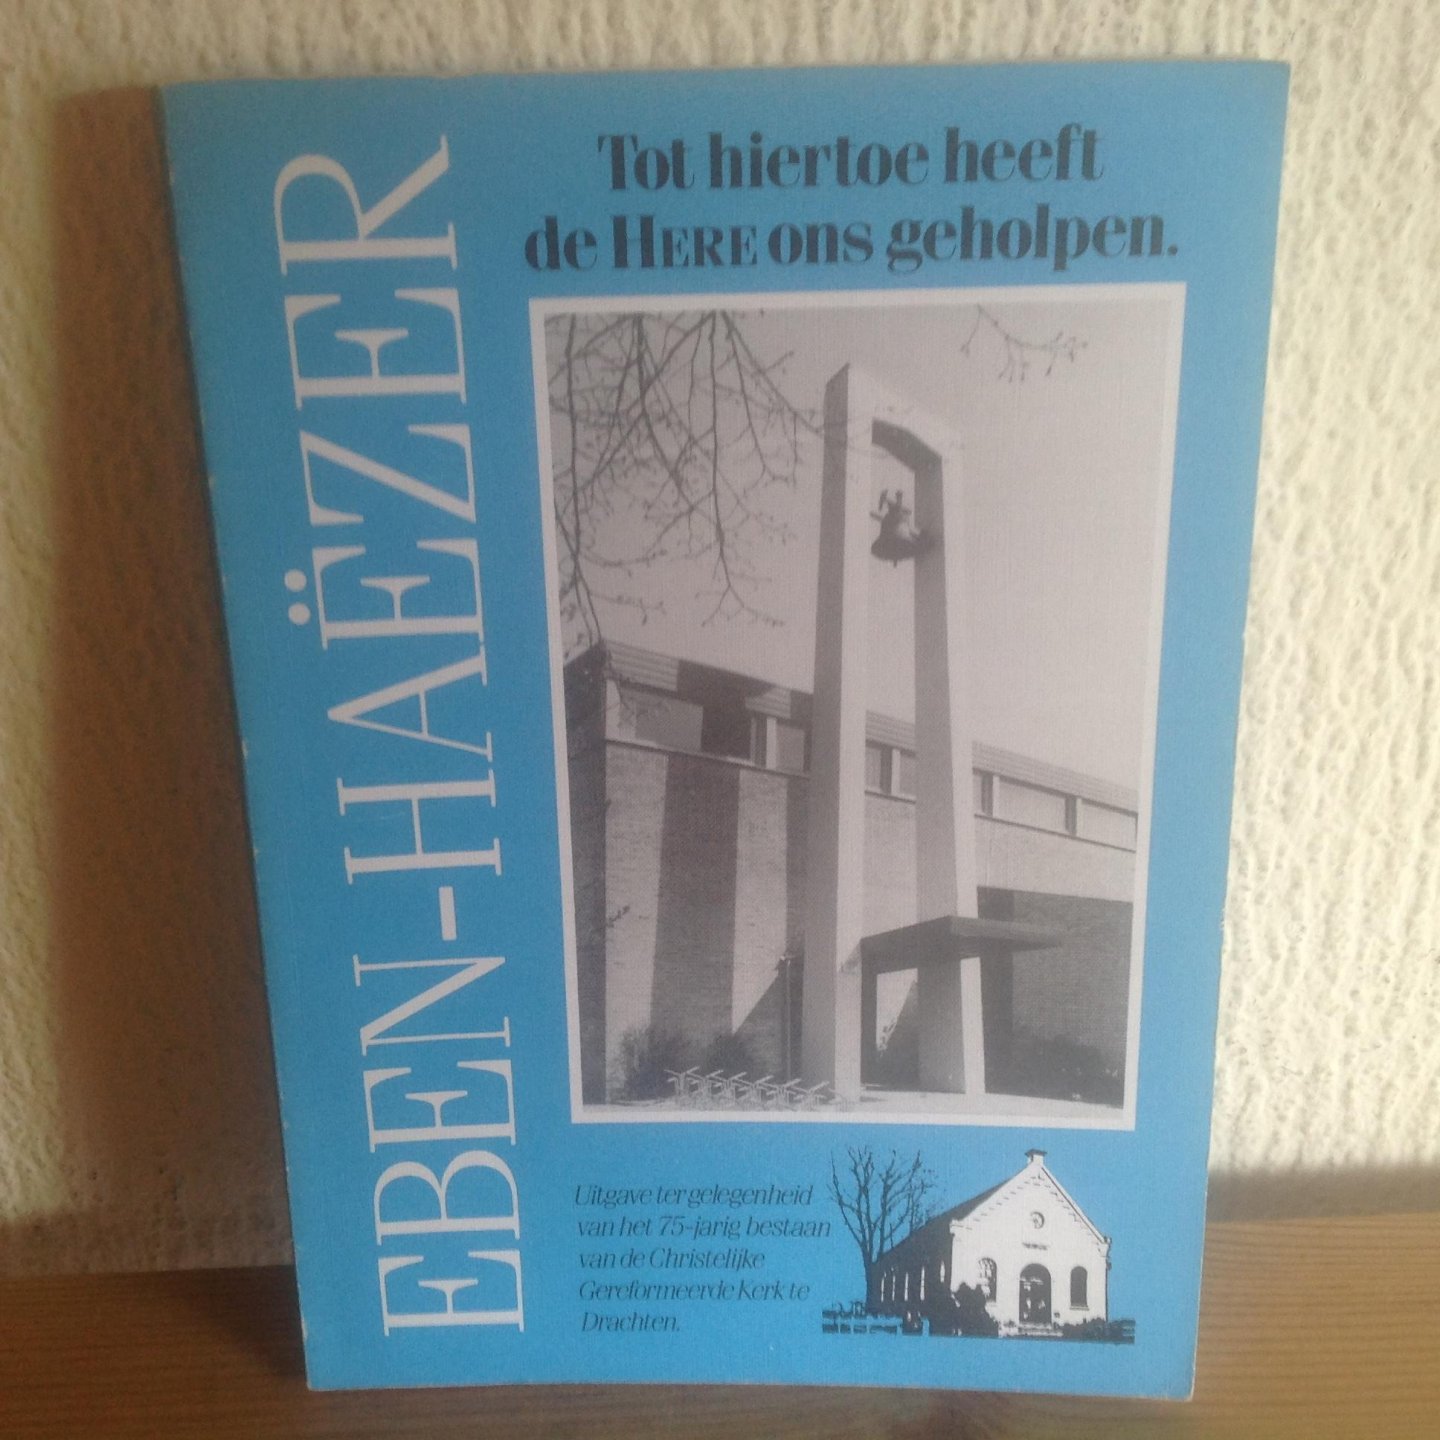 EBEN-HAËZER
Tot hiertoe heeft
de HERE ons geholpen.
Uitgave ter gelegenheid
van het 75-jarig bestaan
van de Christelijke
Gereformeerde Kerk te
Drachten.